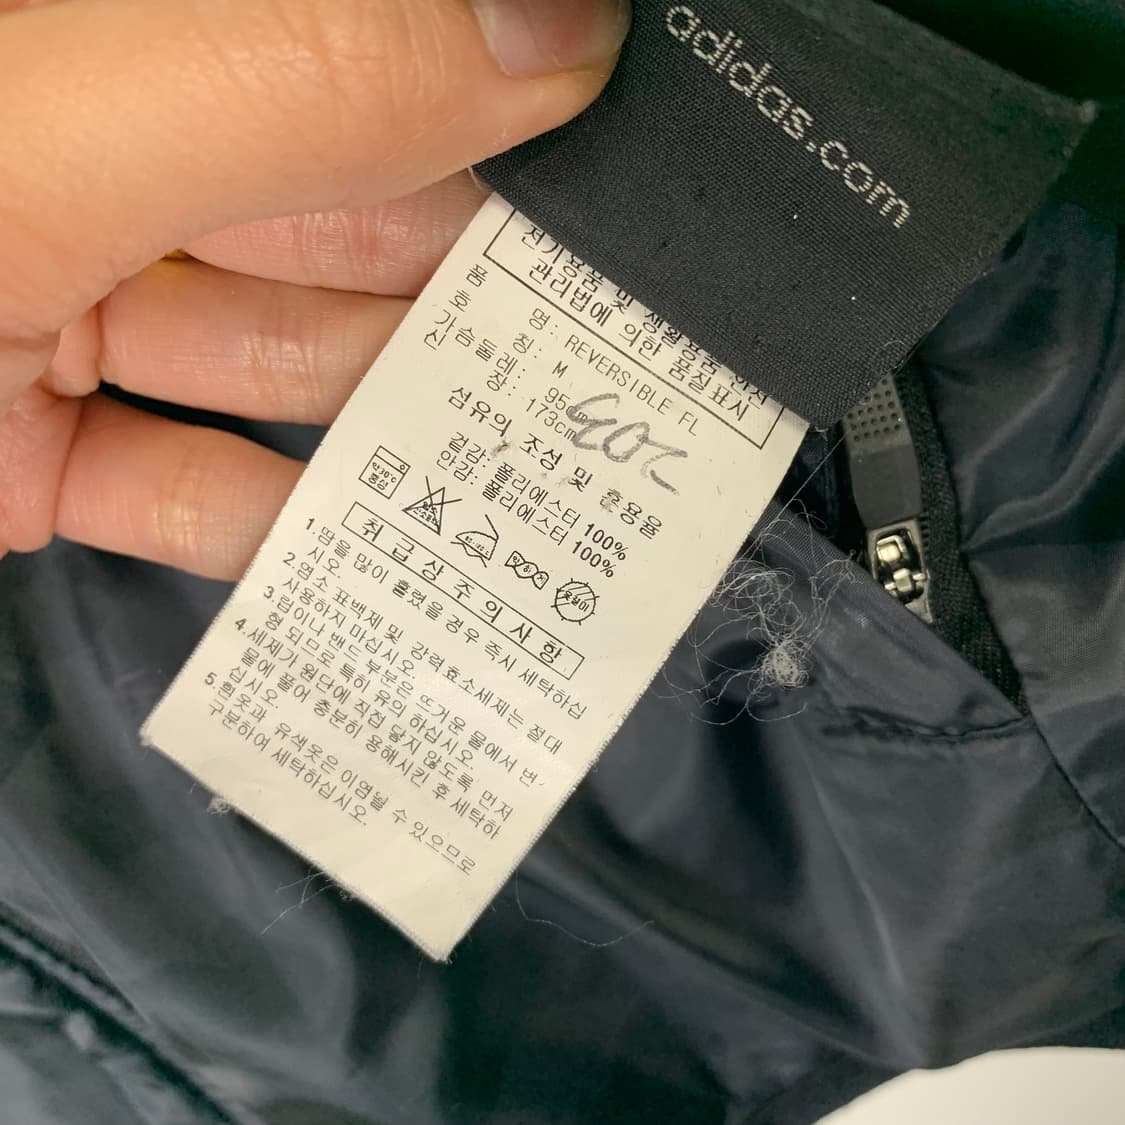 adidas.com
전기용품 및 생활용품 안전
관리법에 의한 품질표시
품 명: REVERSIBLE FL
호 칭: M
가슴둘레: 95cm
신 장: 173cm
섬유의 조성 및 혼용율
겉감: 폴리에스터 100%
안감: 폴리에스터 100%
약30℃
중성
취급상주의사항
1.땀을 많이 흘렸을 경우 즉시 세탁하십
시오.
2.염소 표백제 및 강력효소세제는 절대
사용하지 마십시오.
3.립이나 밴드 부분은 뜨거운 물에서 변
형 되므로 특히 유의 하십시오.
4.세제가 원단에 직접 닿지 않도록 먼저
물에 풀어 충분히 용해시킨 후 세탁하
십시오.
5.흰옷과 유색옷은 이염될 수 있으므로
구분하여 세탁하십시오.